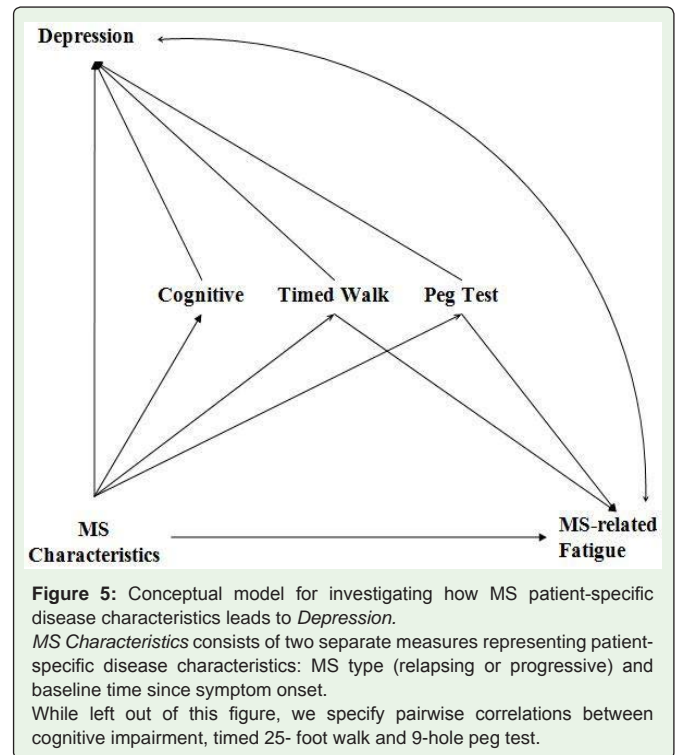 Depression
Cognitive Timed Walk Peg Test
MS
Characteristics
MS-related
Fatigue
Figure 5: Conceptual model for investigating how MS patient-specific
disease characteristics leads to Depression.
MS Characteristics consists of two separate measures representing patient-
specific disease characteristics: MS type (relapsing or progressive) and
baseline time since symptom onset.
While left out of this figure, we specify pairwise correlations between
cognitive impairment, timed 25- foot walk and 9-hole peg test.